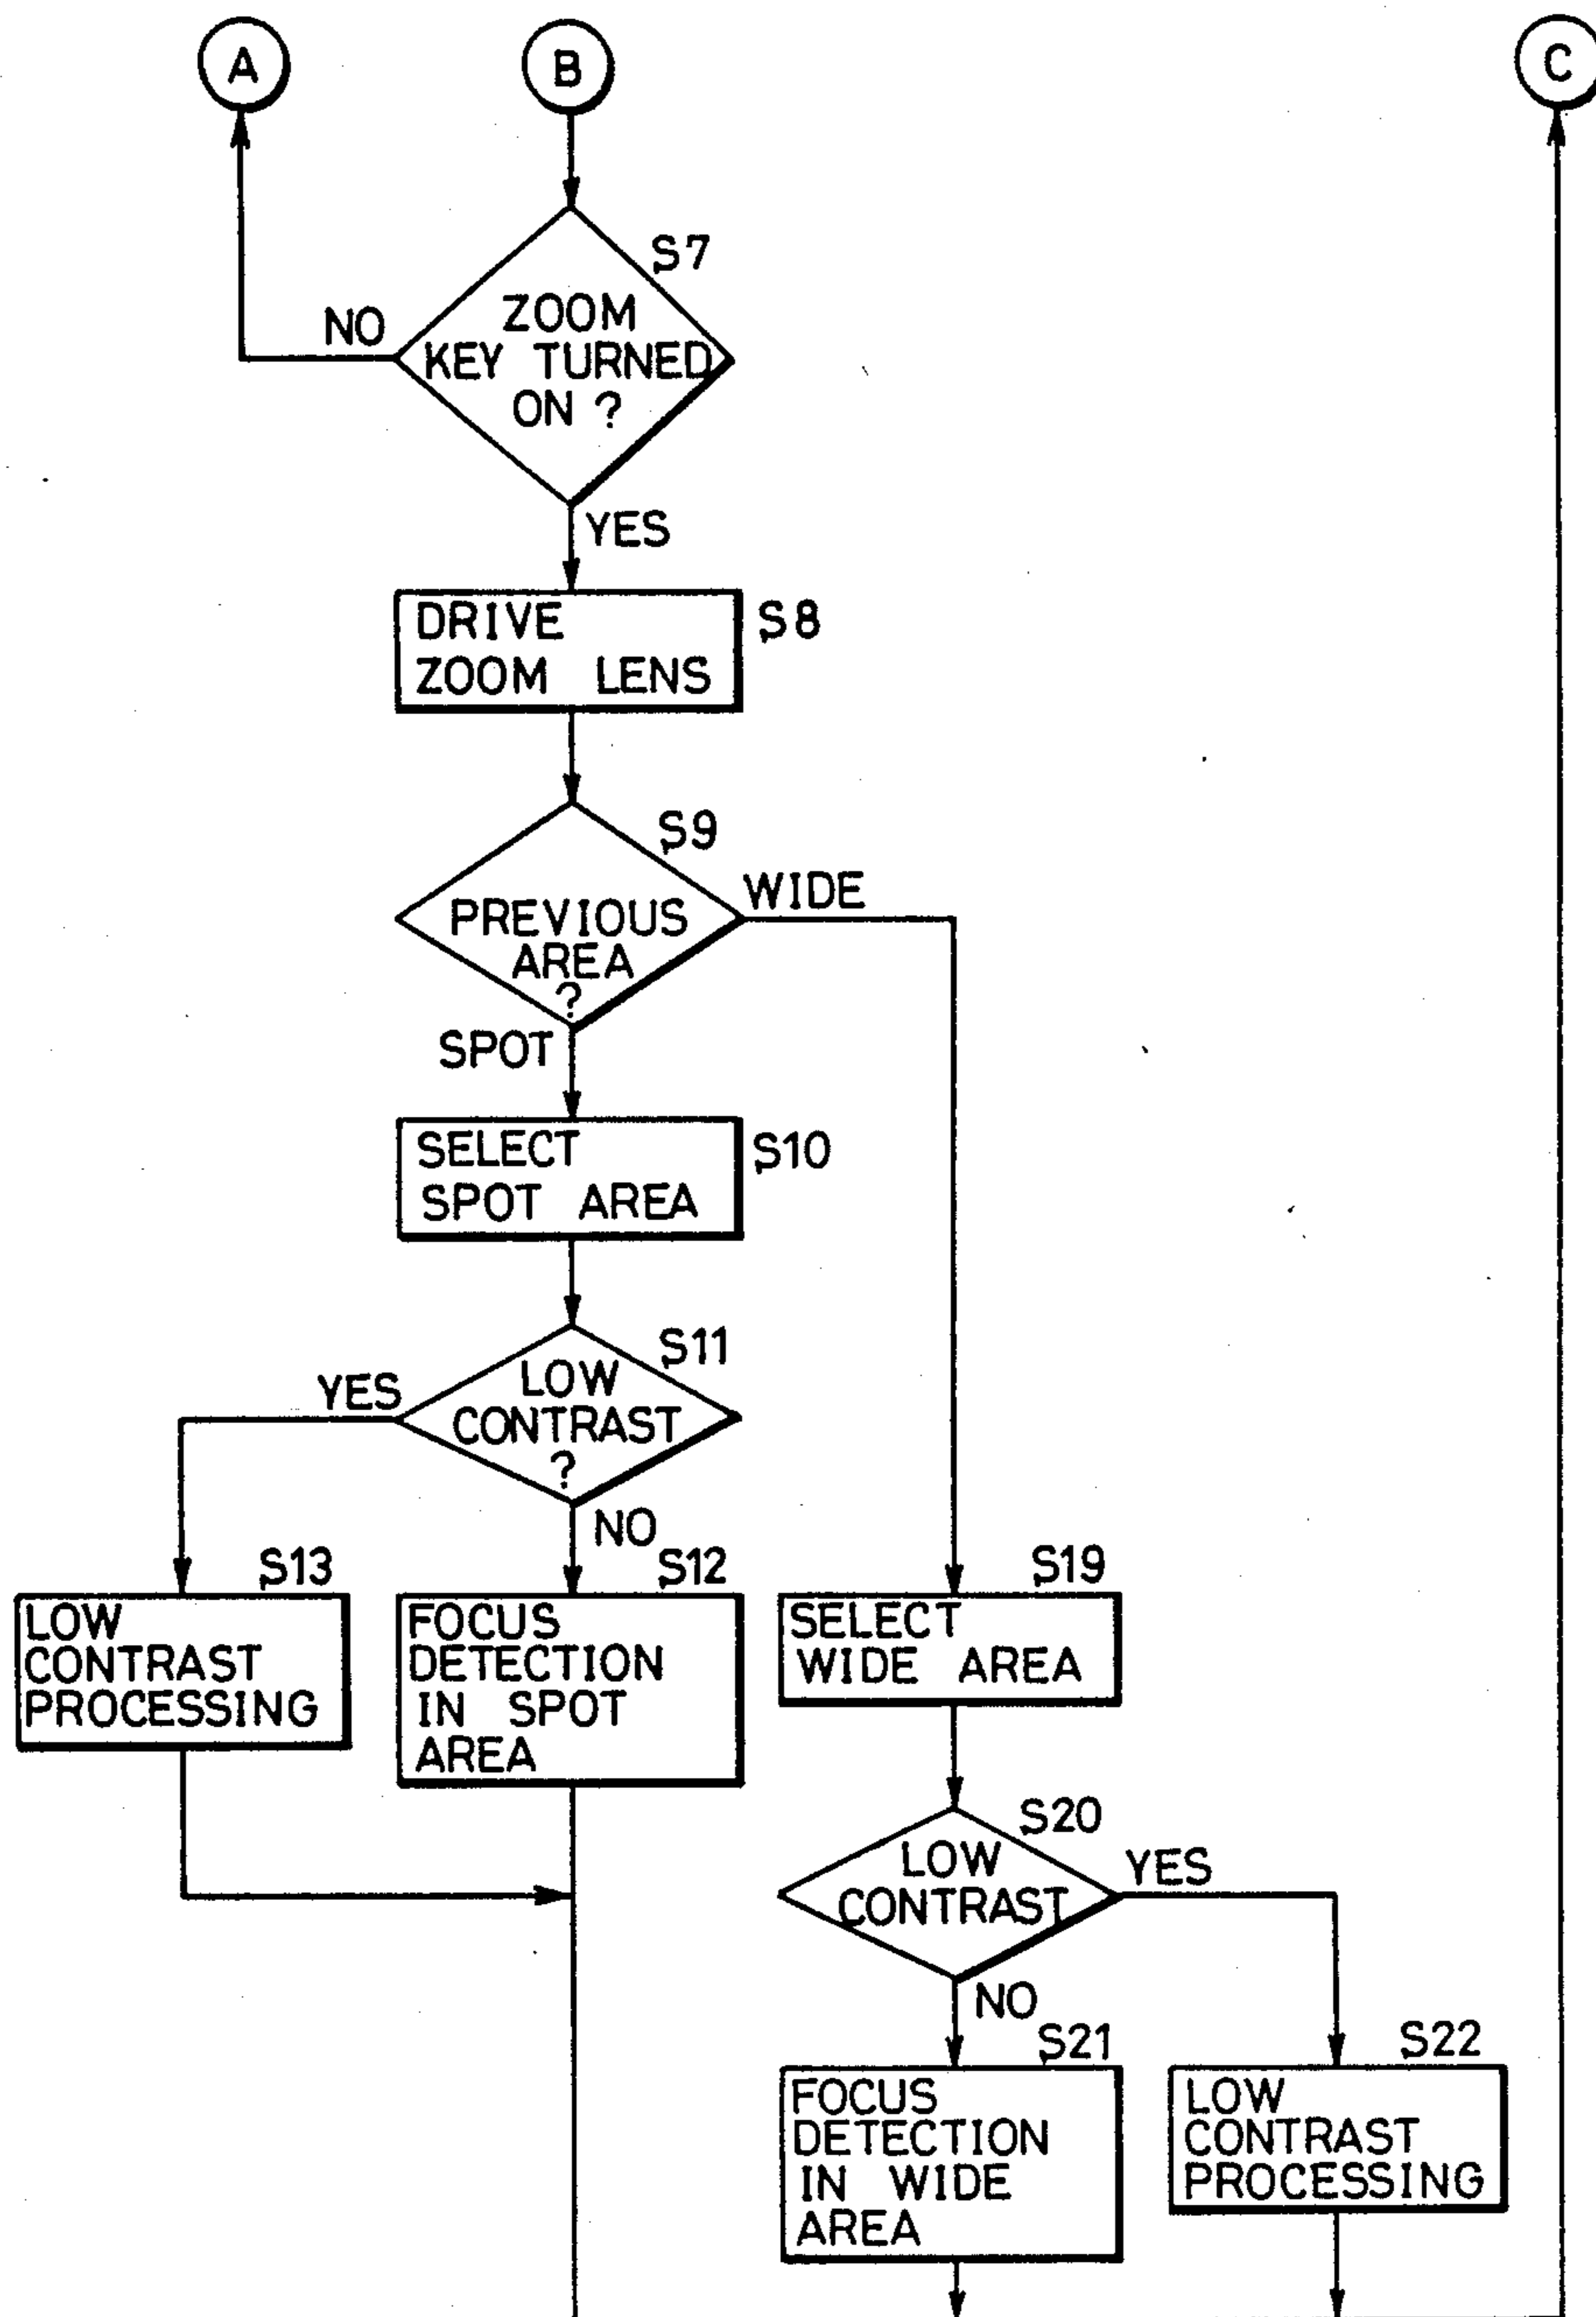 A
B
C
S7
ZOOM
KEY TURNED
ON ?
NO
YES
DRIVE
ZOOM LENS
S8
S9
PREVIOUS
AREA
?
WIDE
SPOT
SELECT
SPOT AREA
S10
S11
LOW
CONTRAST
?
YES
NO
S13
LOW
CONTRAST
PROCESSING
S12
FOCUS
DETECTION
IN SPOT
AREA
S19
SELECT
WIDE AREA
S20
LOW
CONTRAST
YES
NO
S21
FOCUS
DETECTION
IN WIDE
AREA
S22
LOW
CONTRAST
PROCESSING